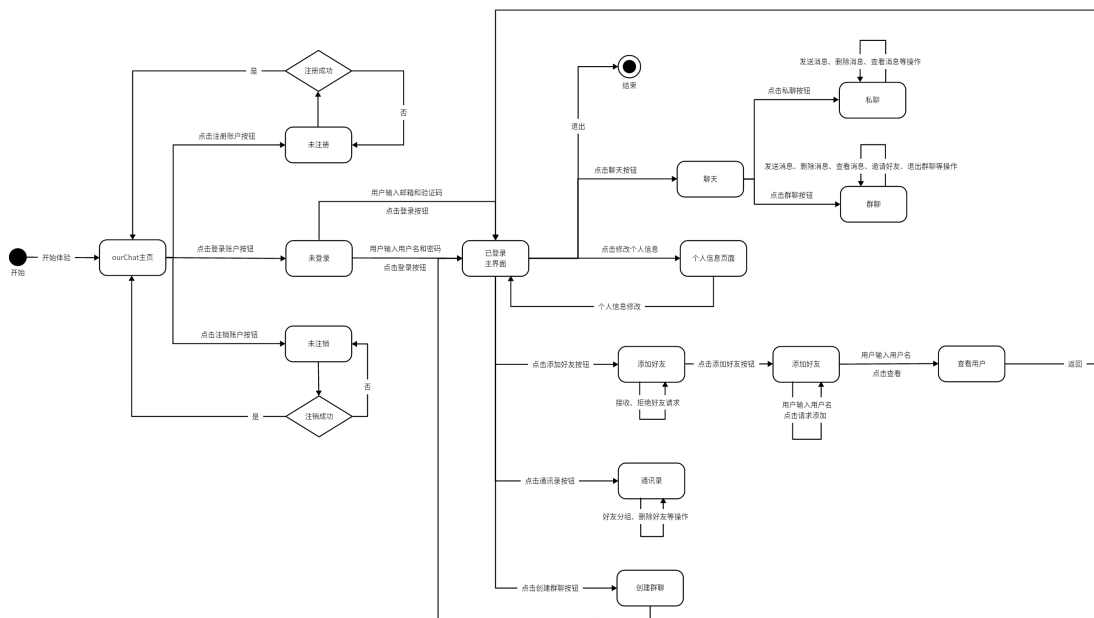 注册成功
是
否
点击注册账户按钮
未注册
开始
开始体验
ourChat主页
点击登录账户按钮
未登录
用户输入邮箱和验证码
点击登录按钮
用户输入用户名和密码
点击登录按钮
点击注销账户按钮
未注销
否
是
注销成功
已登录
主界面
退出
结束
点击聊天按钮
聊天
点击私聊按钮
发送消息、删除消息、查看消息等操作
私聊
点击群聊按钮
发送消息、删除消息、查看消息、邀请好友、退出群聊等操作
群聊
点击修改个人信息
个人信息页面
个人信息修改
点击添加好友按钮
添加好友
接收、拒绝好友请求
点击添加好友按钮
添加好友
用户输入用户名
点击请求添加
用户输入用户名
点击查看
查看用户
返回
点击通讯录按钮
通讯录
好友分组、删除好友等操作
点击创建群聊按钮
创建群聊